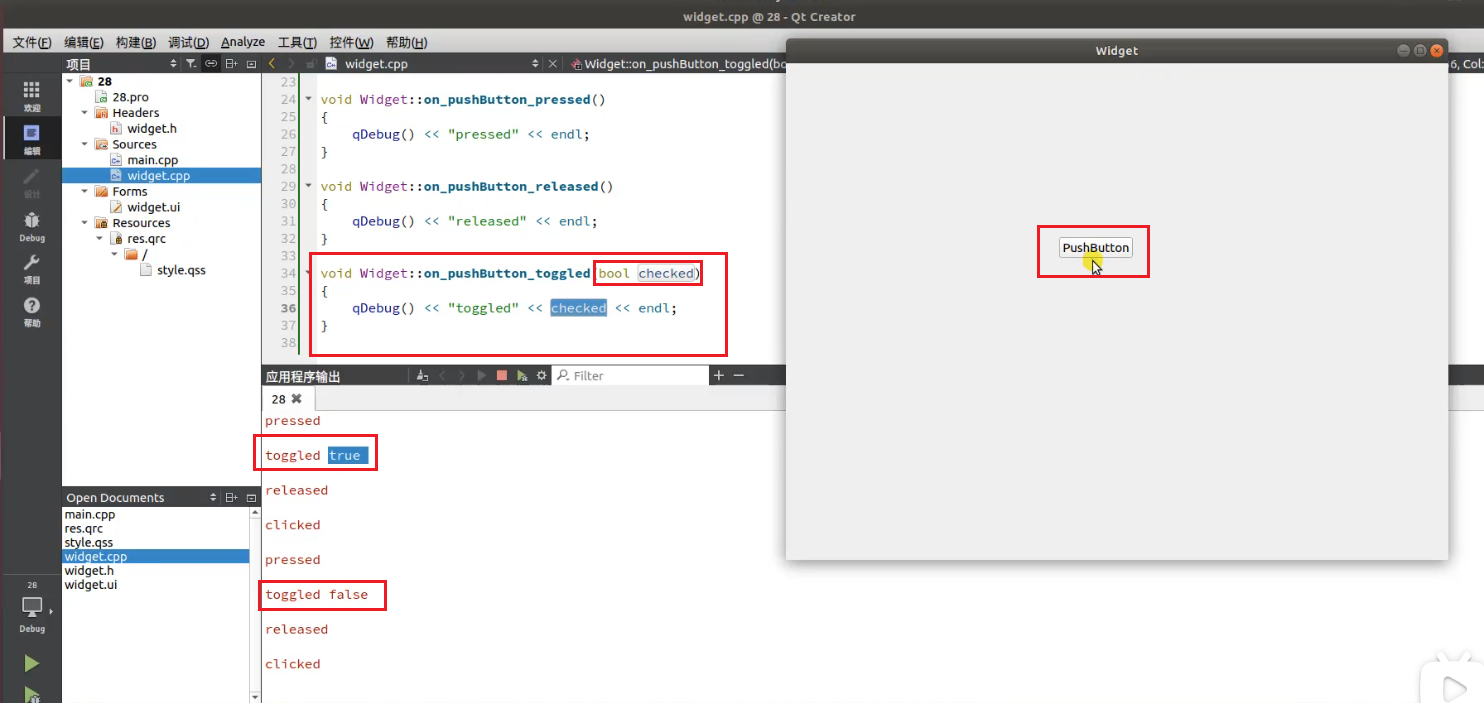 widget.cpp @ 28 - Qt Creator
文件(F) 编辑(E) 构建(B) 调试(D) Analyze 工具(T) 控件(W) 帮助(H)
项目
widget.cpp
Widget::on_pushButton_toggled(bo
6, Col:
欢迎
编辑
设计
Debug
项目
帮助
28
28.pro
Headers
widget.h
Sources
main.cpp
widget.cpp
Forms
widget.ui
Resources
res.qrc
/
style.qss
23
24 void Widget::on_pushButton_pressed()
25 {
26 qDebug() << "pressed" << endl;
27 }
28
29 void Widget::on_pushButton_released()
30 {
31 qDebug() << "released" << endl;
32 }
33
34 void Widget::on_pushButton_toggled(bool checked)
35 {
36 qDebug() << "toggled" << checked << endl;
37 }
38
Widget
PushButton
应用程序输出
Filter
28
pressed
toggled true
released
clicked
pressed
toggled false
released
clicked
Open Documents
main.cpp
res.qrc
style.qss
widget.cpp
widget.h
widget.ui
28
Debug